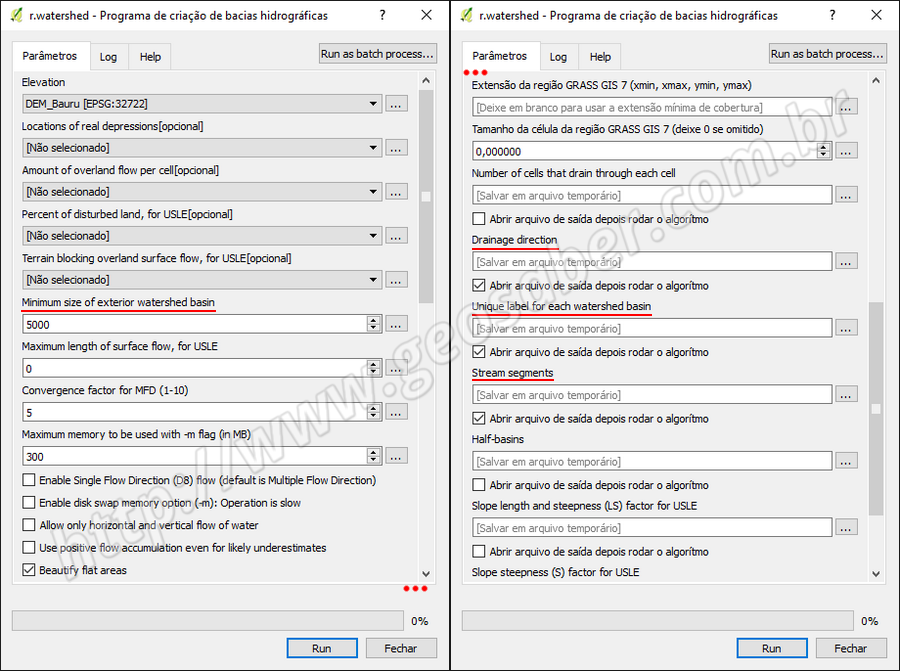 r.watershed - Programa de criação de bacias hidrográficas
?
Parâmetros
Log
Help
Run as batch process...
Elevation
DEM_Bauru [EPSG:32722]
...
Locations of real depressions[opcional]
[Não selecionado]
...
Amount of overland flow per cell[opcional]
[Não selecionado]
...
Percent of disturbed land, for USLE[opcional]
[Não selecionado]
...
Terrain blocking overland surface flow, for USLE[opcional]
[Não selecionado]
...
Minimum size of exterior watershed basin
5000
...
Maximum length of surface flow, for USLE
0
...
Convergence factor for MFD (1-10)
5
...
Maximum memory to be used with -m flag (in MB)
300
...
Enable Single Flow Direction (D8) flow (default is Multiple Flow Direction)
Enable disk swap memory option (-m): Operation is slow
Allow only horizontal and vertical flow of water
Use positive flow accumulation even for likely underestimates
Beautify flat areas
0%
Run
Fechar
r.watershed - Programa de criação de bacias hidrográficas
?
Parâmetros
Log
Help
Run as batch process...
Extensão da região GRASS GIS 7 (xmin, xmax, ymin, ymax)
[Deixe em branco para usar a extensão mínima de cobertura]
...
Tamanho da célula da região GRASS GIS 7 (deixe 0 se omitido)
0,000000
...
Number of cells that drain through each cell
[Salvar em arquivo temporário]
...
Abrir arquivo de saída depois rodar o algorítmo
Drainage direction
[Salvar em arquivo temporário]
...
Abrir arquivo de saída depois rodar o algorítmo
Unique label for each watershed basin
[Salvar em arquivo temporário]
...
Abrir arquivo de saída depois rodar o algorítmo
Stream segments
[Salvar em arquivo temporário]
...
Abrir arquivo de saída depois rodar o algorítmo
Half-basins
[Salvar em arquivo temporário]
...
Abrir arquivo de saída depois rodar o algorítmo
Slope length and steepness (LS) factor for USLE
[Salvar em arquivo temporário]
...
Abrir arquivo de saída depois rodar o algorítmo
Slope steepness (S) factor for USLE
0%
Run
Fechar
http://www.geosaber.com.br